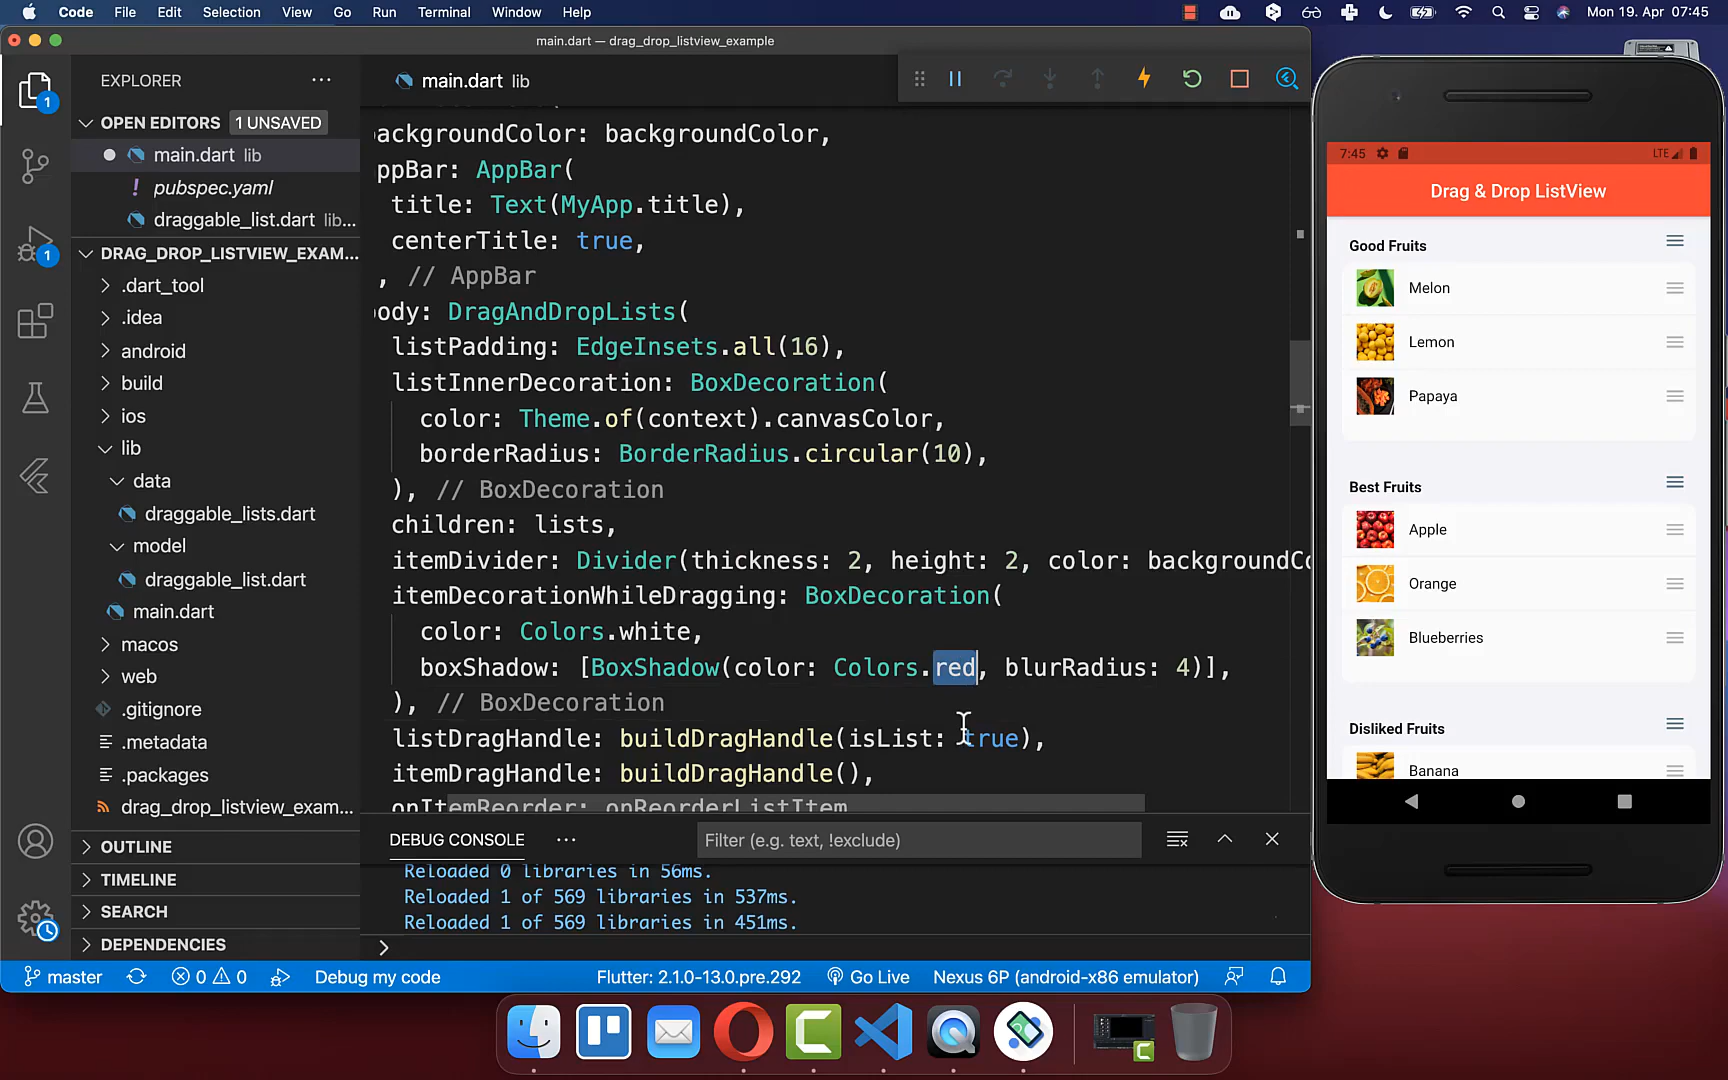 Code File Edit Selection View Go Run Terminal Window Help
Mon 19. Apr 07:45
main.dart — drag_drop_listview_example
EXPLORER
OPEN EDITORS 1 UNSAVED
main.dart lib
pubspec.yaml
draggable_list.dart lib...
DRAG_DROP_LISTVIEW_EXAM...
.dart_tool
.idea
android
build
ios
lib
data
draggable_lists.dart
model
draggable_list.dart
main.dart
macos
web
.gitignore
.metadata
.packages
drag_drop_listview_exam...
OUTLINE
TIMELINE
SEARCH
DEPENDENCIES
1
1
main.dart lib
ackgroundColor: backgroundColor,
ppBar: AppBar(
title: Text(MyApp.title),
centerTitle: true,
, // AppBar
ody: DragAndDropLists(
listPadding: EdgeInsets.all(16),
listInnerDecoration: BoxDecoration(
color: Theme.of(context).canvasColor,
borderRadius: BorderRadius.circular(10),
), // BoxDecoration
children: lists,
itemDivider: Divider(thickness: 2, height: 2, color: backgroundCo
itemDecorationWhileDragging: BoxDecoration(
color: Colors.white,
boxShadow: [BoxShadow(color: Colors.red, blurRadius: 4)],
), // BoxDecoration
listDragHandle: buildDragHandle(isList: true),
itemDragHandle: buildDragHandle(),
onItemReorder: onReorderListItem
DEBUG CONSOLE
Filter (e.g. text, !exclude)
Reloaded 0 libraries in 56ms.
Reloaded 1 of 569 libraries in 537ms.
Reloaded 1 of 569 libraries in 451ms.
master 0 0 Debug my code Flutter: 2.1.0-13.0.pre.292 Go Live Nexus 6P (android-x86 emulator)
7:45 LTE
Drag & Drop ListView
Good Fruits
Melon
Lemon
Papaya
Best Fruits
Apple
Orange
Blueberries
Disliked Fruits
Banana